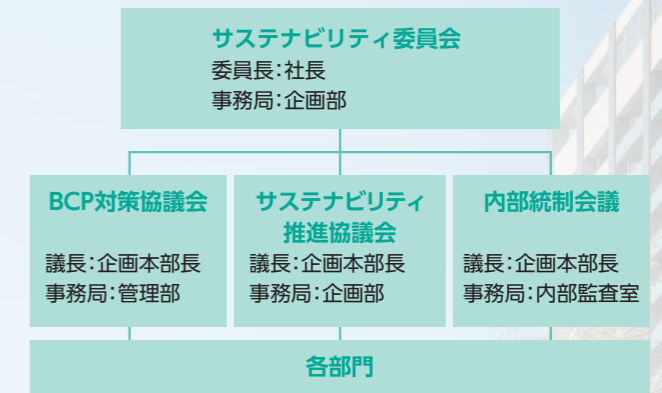 サステナビリティ委員会
委員長:社長
事務局:企画部
BCP対策協議会
議長:企画本部長
事務局:管理部
サステナビリティ
推進協議会
議長:企画本部長
事務局:企画部
内部統制会議
議長:企画本部長
事務局:内部監査室
各部門